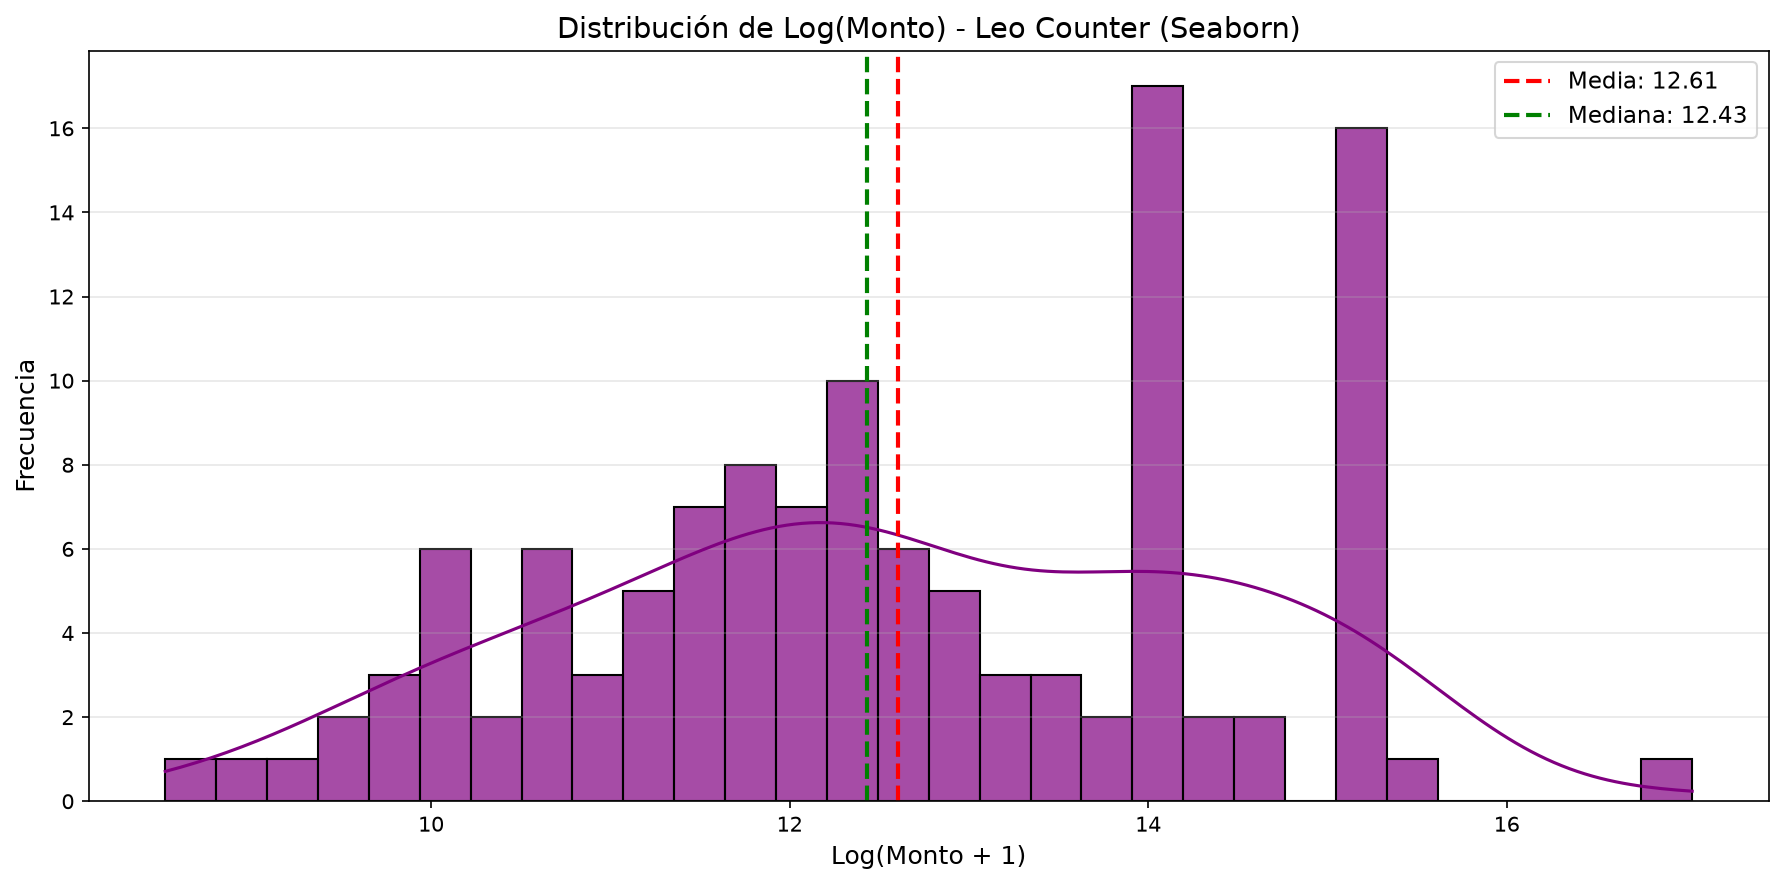 Distribución de Log(Monto) - Leo Counter (Seaborn)
Media: 12.61
Mediana: 12.43
Frecuencia
16
14
12
10
8
6
4
2
0
10
12
14
16
Log(Monto + 1)